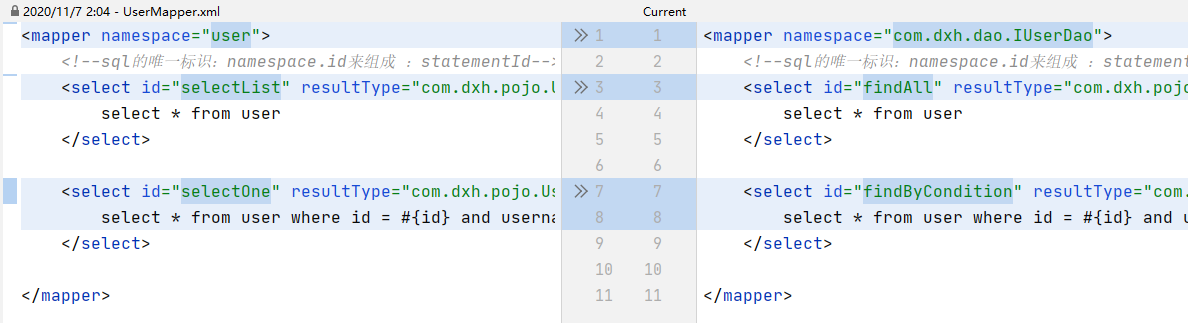 2020/11/7 2:04 - UserMapper.xml
Current
<mapper namespace="user">
1 1
<mapper namespace="com.dxh.dao.IUserDao">
<!--sql的唯一标识：namespace.id来组成 ：statementId-->
2 2
<!--sql的唯一标识：namespace.id来组成 ：statement
<select id="selectList" resultType="com.dxh.pojo.U
3 3
<select id="findAll" resultType="com.dxh.pojo
select * from user
4 4
select * from user
</select>
5 5
</select>
6 6
<select id="selectOne" resultType="com.dxh.pojo.Us
7 7
<select id="findByCondition" resultType="com.
select * from user where id = #{id} and userna
8 8
select * from user where id = #{id} and u
</select>
9 9
</select>
10 10
</mapper>
11 11
</mapper>